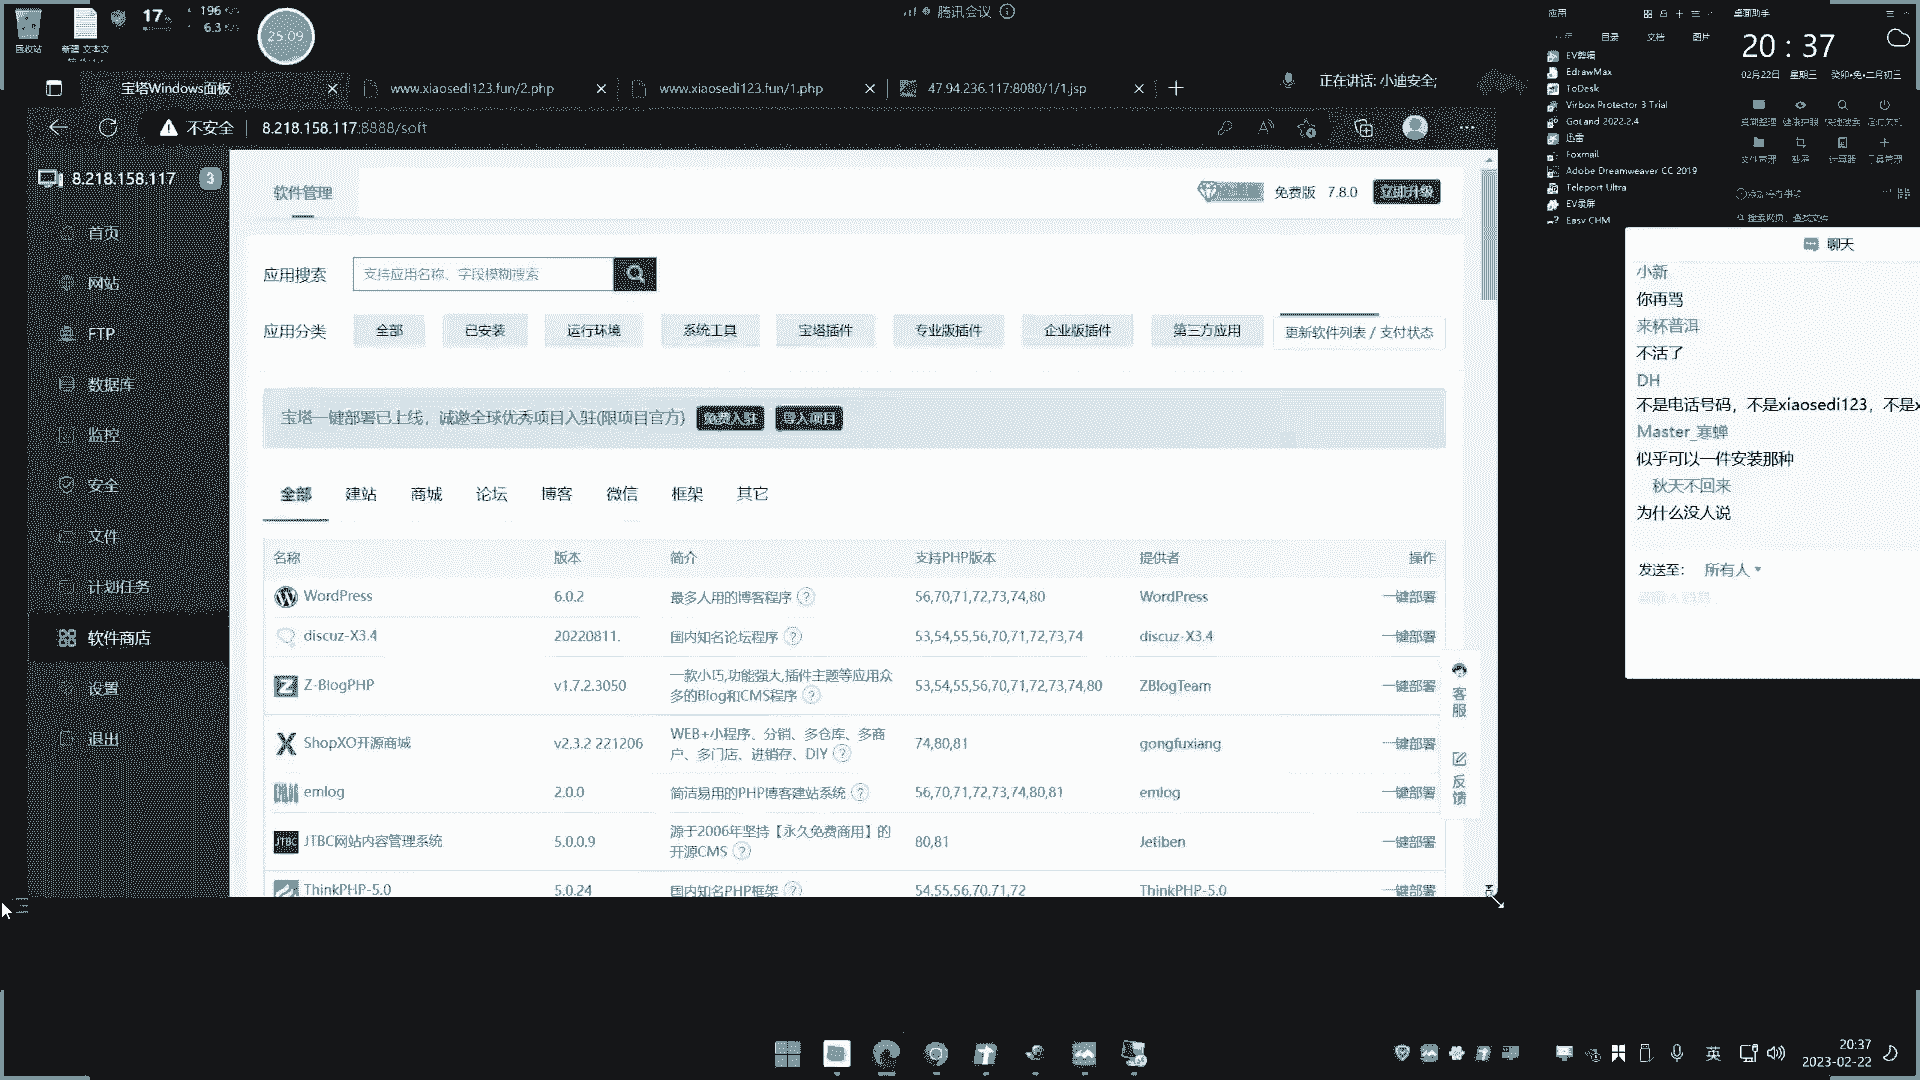 回收站
新建 文本文
17%
196
6.3
25:09
腾讯会议
宝塔Windows面板
www.xiaosedi123.fun/2.php
www.xiaosedi123.fun/1.php
47.94.236.117:8080/1/1.jsp
正在讲话: 小迪安全;
不安全
8.218.158.117:8888/soft
8.218.158.117
3
首页
网站
FTP
数据库
监控
安全
文件
计划任务
软件商店
设置
退出
软件管理
免费版 7.8.0 立即升级
应用搜索 支持应用名称、字段模糊搜索
应用分类 全部 已安装 运行环境 系统工具 宝塔插件 专业版插件 企业版插件 第三方应用 更新软件列表 / 支付状态
宝塔一键部署已上线，诚邀全球优秀项目入驻(限项目官方) 免费入驻 导入项目
全部 建站 商城 论坛 博客 微信 框架 其它
名称 版本 简介 支持PHP版本 提供者 操作
WordPress 6.0.2 最多人用的博客程序 56,70,71,72,73,74,80 WordPress 一键部署
discuz-X3.4 20220811. 国内知名论坛程序 53,54,55,56,70,71,72,73,74 discuz-X3.4 一键部署
Z-BlogPHP v1.7.2.3050 一款小巧,功能强大,插件主题等应用众多的Blog和CMS程序 53,54,55,56,70,71,72,73,74,80 ZBlogTeam 一键部署
ShopXO开源商城 v2.3.2 221206 WEB+小程序、分销、多仓库、多商户、多门店、进销存、DIY 74,80,81 gongfuxiang 一键部署
emlog 2.0.0 简洁易用的PHP博客建站系统 56,70,71,72,73,74,80,81 emlog 一键部署
JTBC网站内容管理系统 5.0.0.9 源于2006年坚持【永久免费商用】的开源CMS 80,81 Jetiben 一键部署
ThinkPHP-5.0 5.0.24 国内知名PHP框架 54,55,56,70,71,72 ThinkPHP-5.0 一键部署
客服
反馈
应用
目录
文档
图片
EV剪辑
EdrawMax
ToDesk
Virbox Protector 3 Trial
GoLand 2022.2.4
迅雷
Foxmail
Adobe Dreamweaver CC 2019
Teleport Ultra
EV录屏
Easy CHM
桌面助手
20 : 37
02月22日 星期三 癸卯•兔•二月初三
聊天
小新
你再骂
来杯普洱
不活了
DH
不是电话号码，不是xiaosedi123，不是x
Master_寒蝉
似乎可以一件安装那种
秋天不回来
为什么没人说
发送至: 所有人
英
20:37
2023-02-22